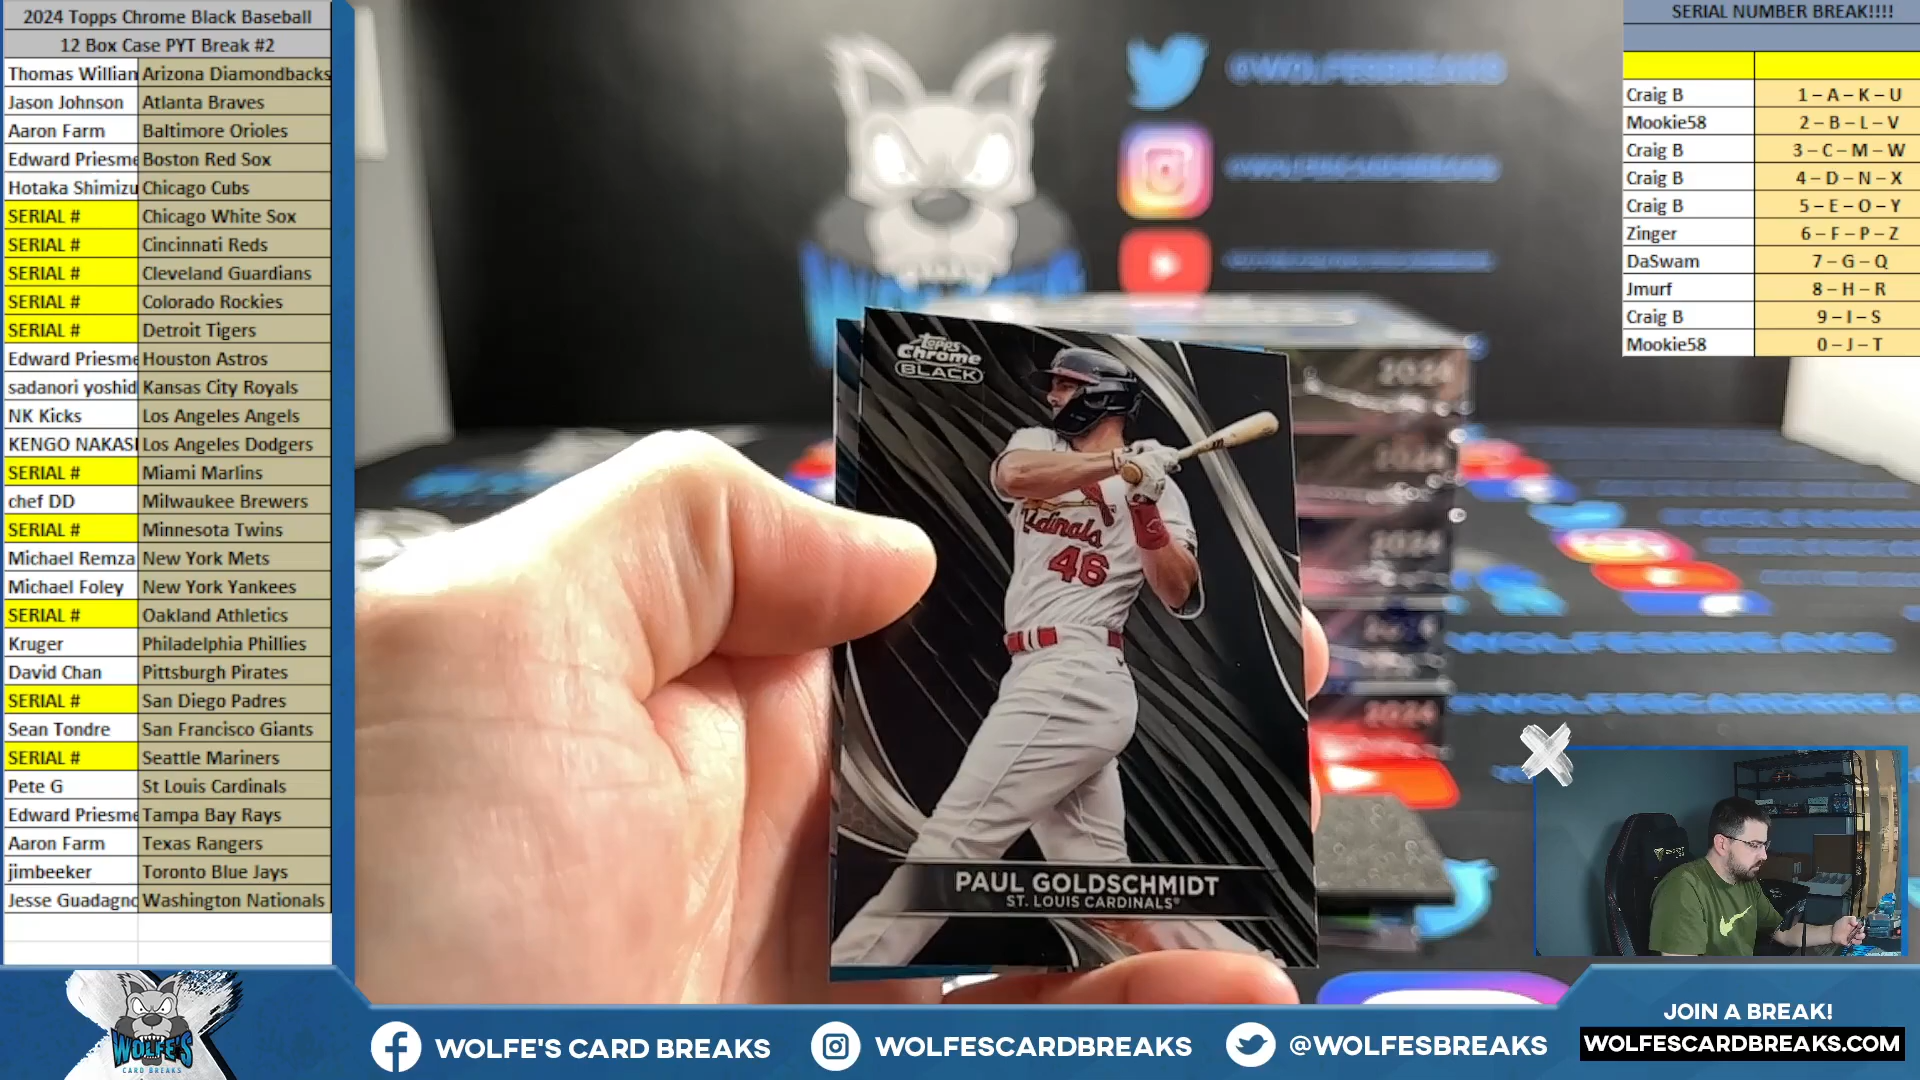 2024 Topps Chrome Black Baseball
12 Box Case PYT Break #2
Thomas Willian Arizona Diamondbacks
Jason Johnson Atlanta Braves
Aaron Farm Baltimore Orioles
Edward Priesme Boston Red Sox
Hotaka Shimizu Chicago Cubs
SERIAL # Chicago White Sox
SERIAL # Cincinnati Reds
SERIAL # Cleveland Guardians
SERIAL # Colorado Rockies
SERIAL # Detroit Tigers
Edward Priesme Houston Astros
sadanori yoshid Kansas City Royals
NK Kicks Los Angeles Angels
KENGO NAKASI Los Angeles Dodgers
SERIAL # Miami Marlins
chef DD Milwaukee Brewers
SERIAL # Minnesota Twins
Michael Remza New York Mets
Michael Foley New York Yankees
SERIAL # Oakland Athletics
Kruger Philadelphia Phillies
David Chan Pittsburgh Pirates
SERIAL # San Diego Padres
Sean Tondre San Francisco Giants
SERIAL # Seattle Mariners
Pete G St Louis Cardinals
Edward Priesme Tampa Bay Rays
Aaron Farm Texas Rangers
jimbeeker Toronto Blue Jays
Jesse Guadagno Washington Nationals
SERIAL NUMBER BREAK!!!!
Craig B 1 – A – K – U
Mookie58 2 – B – L – V
Craig B 3 – C – M – W
Craig B 4 – D – N – X
Craig B 5 – E – O – Y
Zinger 6 – F – P – Z
DaSwam 7 – G – Q
Jmurf 8 – H – R
Craig B 9 – I – S
Mookie58 0 – J – T
@WOLFESBREAKS
@WOLFESCARDBREAKS
2024
2024
2024
2024
Topps
Chrome
BLACK
Cardinals
46
PAUL GOLDSCHMIDT
ST. LOUIS CARDINALS®
WOLFE'S
CARD BREAKS
WOLFE'S CARD BREAKS
WOLFESCARDBREAKS
@WOLFESBREAKS
JOIN A BREAK!
WOLFESCARDBREAKS.COM